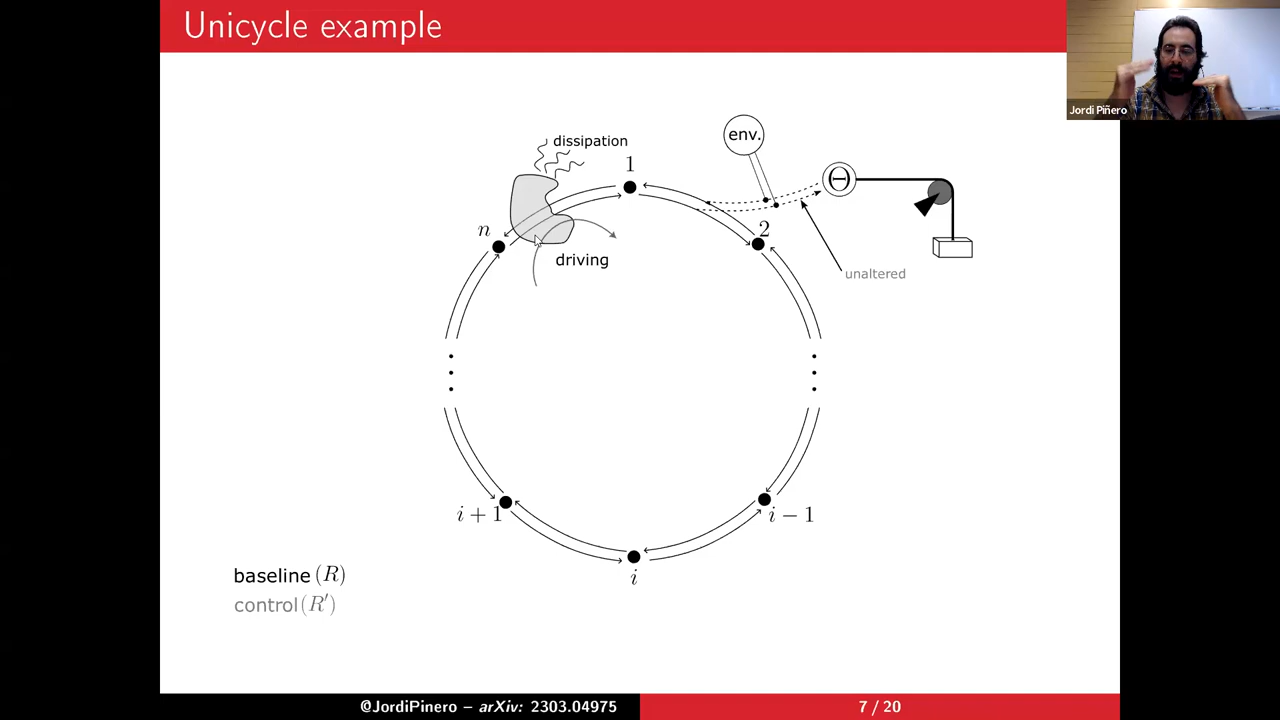 Unicycle example
Jordi Piñero
dissipation
env.
1
Θ
n
2
driving
unaltered
i + 1
i − 1
i
baseline (R)
control(R′)
@JordiPinero – arXiv: 2303.04975
7 / 20